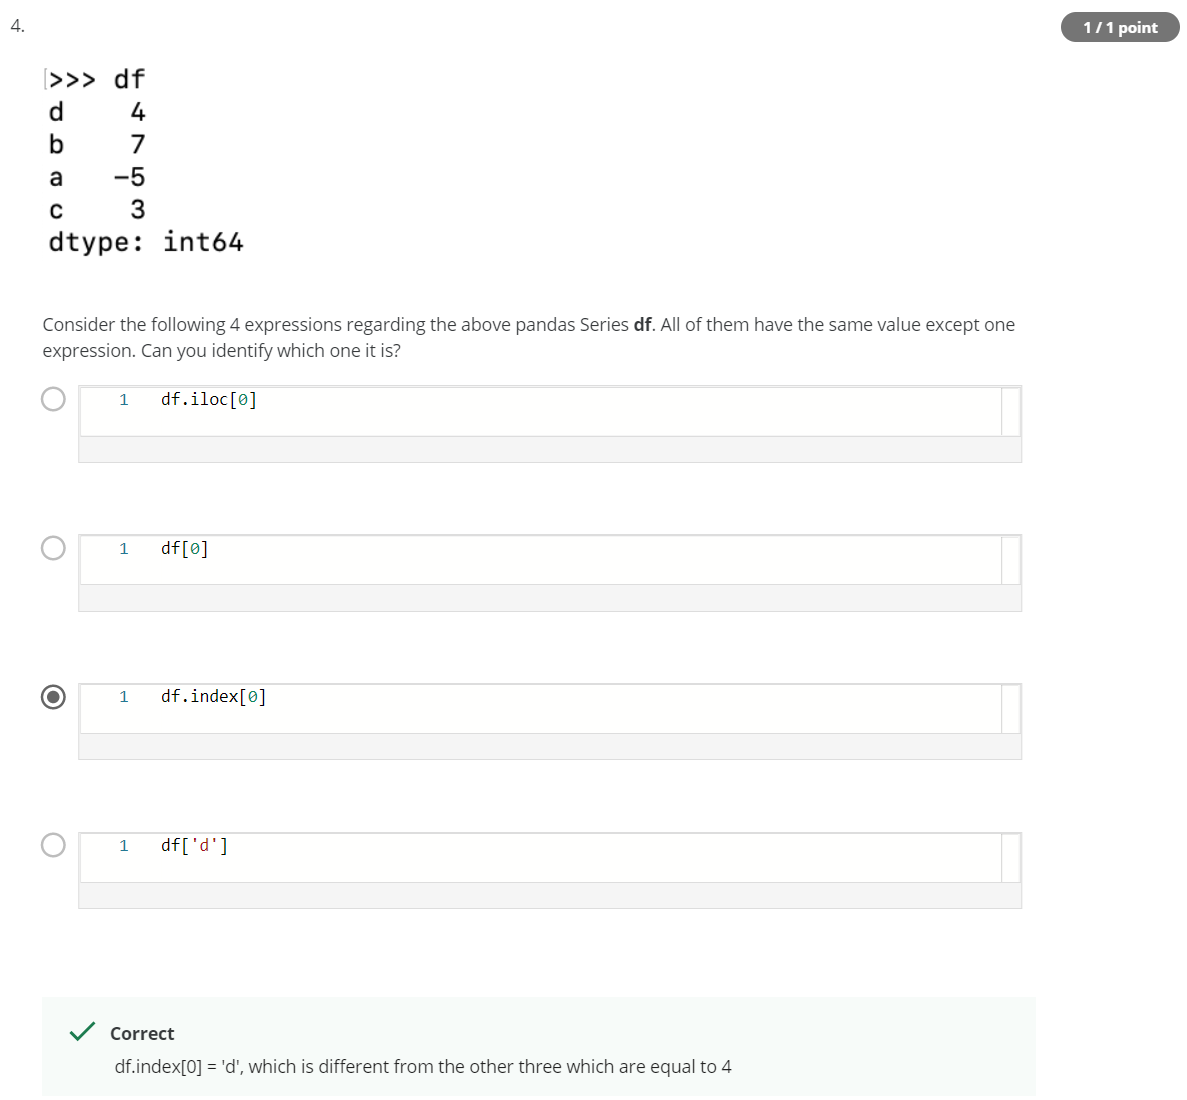 4.
1 / 1 point
>>> df
d 4
b 7
a -5
c 3
dtype: int64
Consider the following 4 expressions regarding the above pandas Series df. All of them have the same value except one
expression. Can you identify which one it is?
1 df.iloc[0]
1 df[0]
1 df.index[0]
1 df['d']
Correct
df.index[0] = 'd', which is different from the other three which are equal to 4